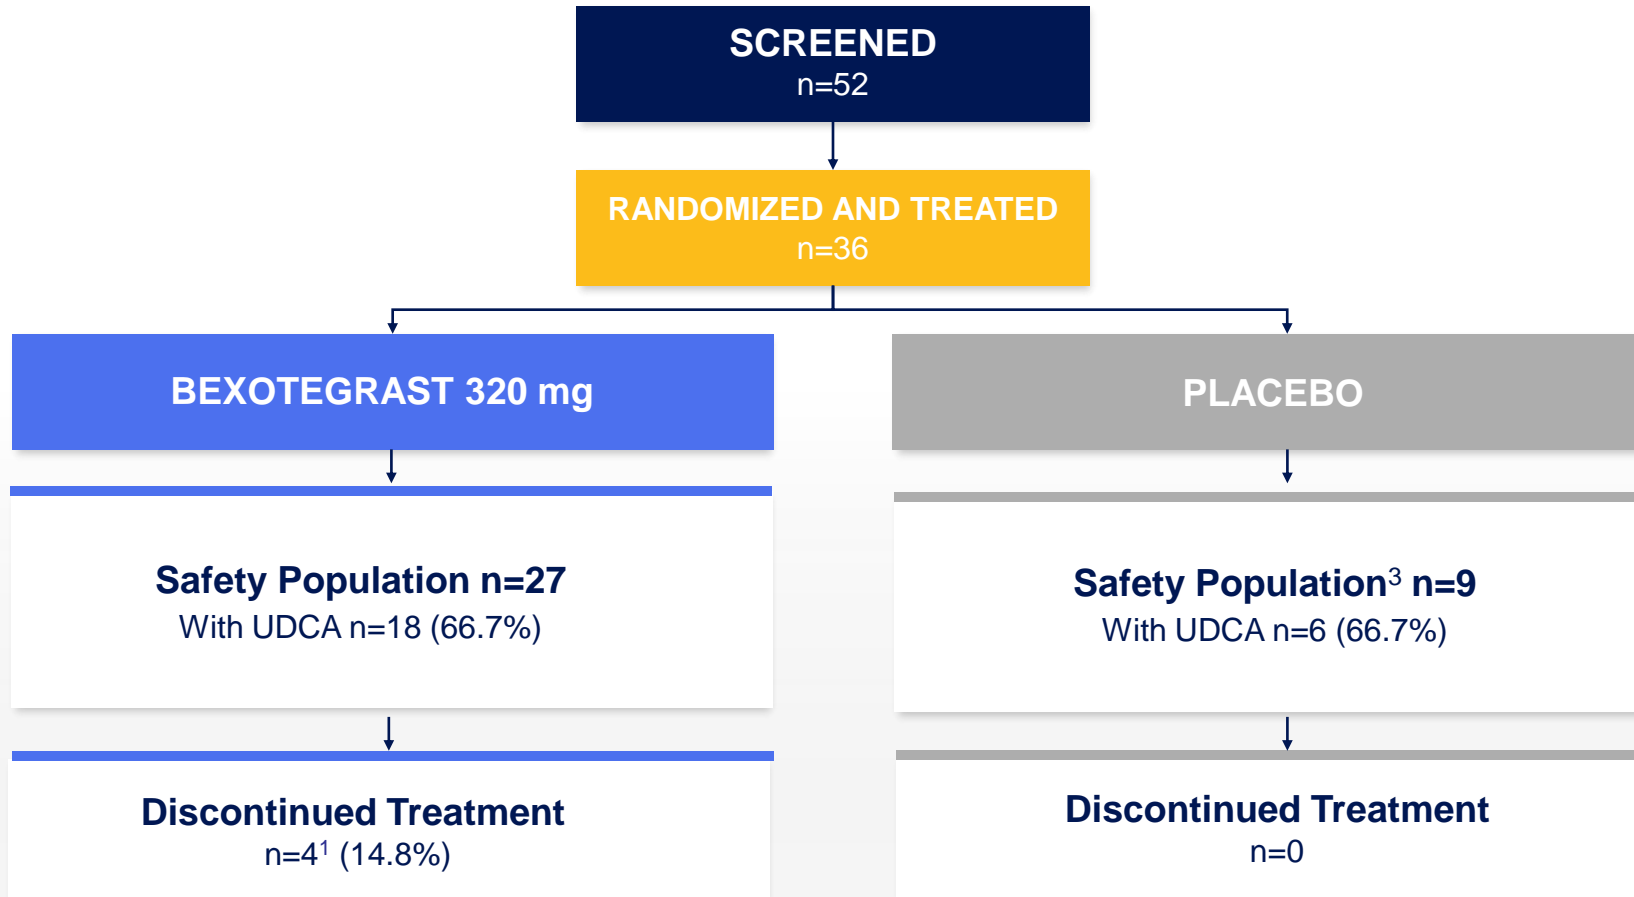 SCREENED
n=52
RANDOMIZED AND TREATED
n=36
BEXOTEGRAST 320 mg
PLACEBO
Safety Population n=27
With UDCA n=18 (66.7%)
Safety Population³ n=9
With UDCA n=6 (66.7%)
Discontinued Treatment
n=4¹ (14.8%)
Discontinued Treatment
n=0